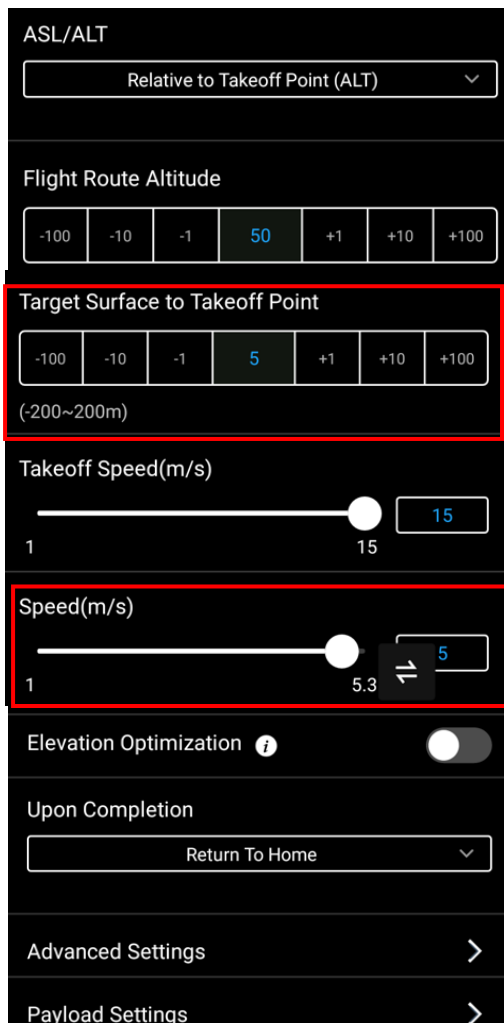 ASL/ALT
Relative to Takeoff Point (ALT)
Flight Route Altitude
-100 -10 -1 50 +1 +10 +100
Target Surface to Takeoff Point
-100 -10 -1 5 +1 +10 +100
(-200~200m)
Takeoff Speed(m/s)
15
1 15
Speed(m/s)
5
1 5.3
Elevation Optimization i
Upon Completion
Return To Home
Advanced Settings
Payload Settings